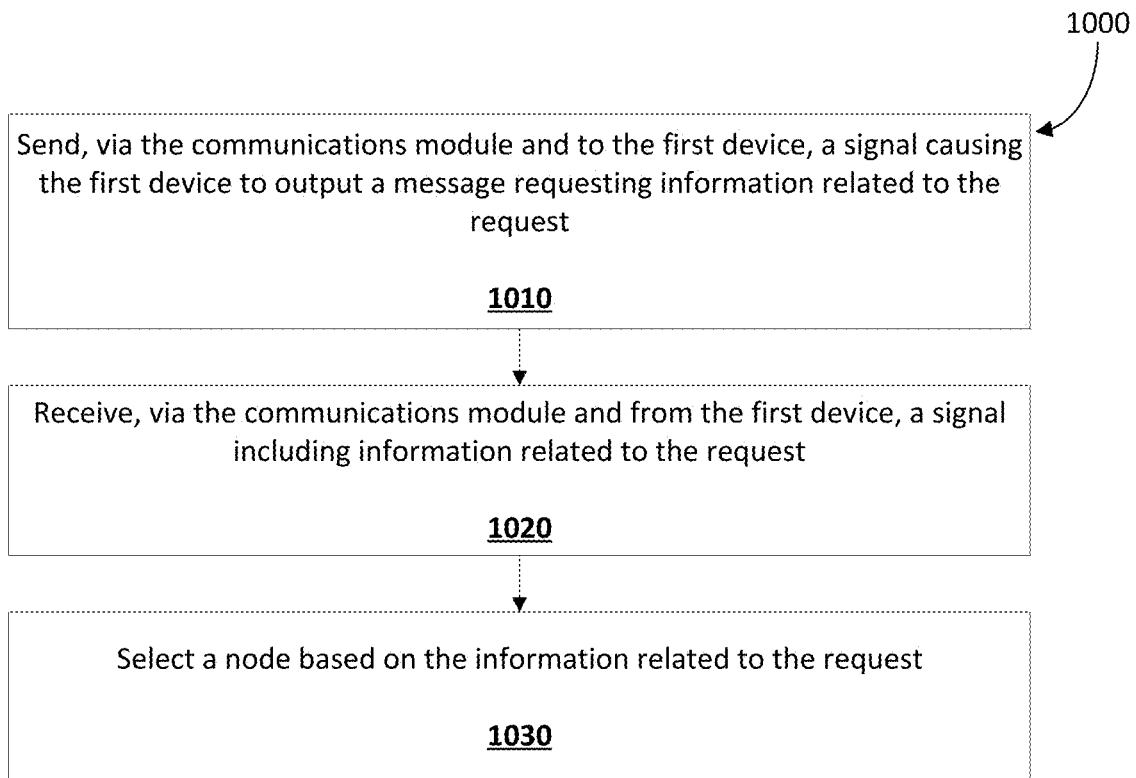 1000
Send, via the communications module and to the first device, a signal causing
the first device to output a message requesting information related to the
request
1010
Receive, via the communications module and from the first device, a signal
including information related to the request
1020
Select a node based on the information related to the request
1030